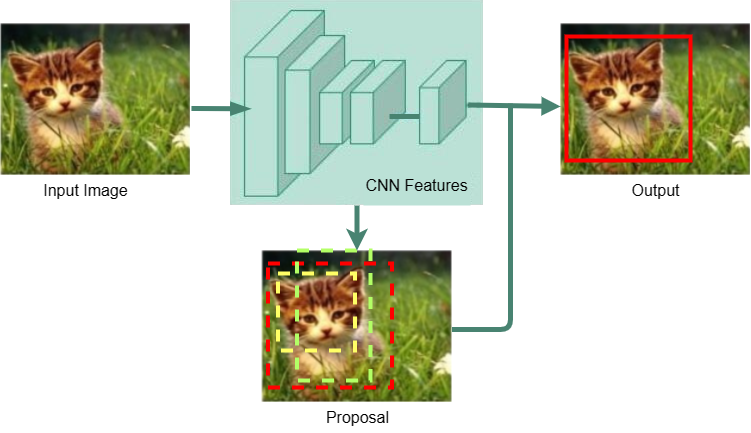 CNN Features
Input Image
Output
Proposal